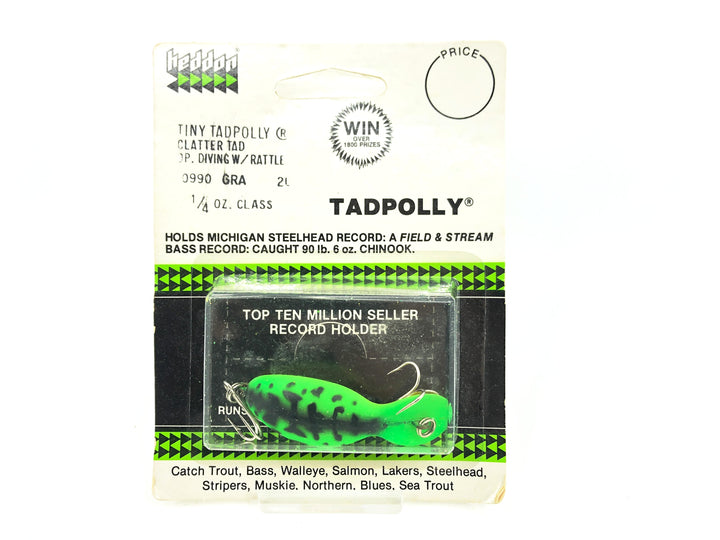 heddon
PRICE
TINY TADPOLLY ®
CLATTER TAD
DP. DIVING W/RATTLE
0990 GRA 20
1/4 OZ. CLASS
WIN
OVER
1800 PRIZES
TADPOLLY®
HOLDS MICHIGAN STEELHEAD RECORD: A FIELD & STREAM
BASS RECORD: CAUGHT 90 lb. 6 oz. CHINOOK.
TOP TEN MILLION SELLER
RECORD HOLDER
RUNS
Catch Trout, Bass, Walleye, Salmon, Lakers, Steelhead,
Stripers, Muskie, Northern, Blues, Sea Trout